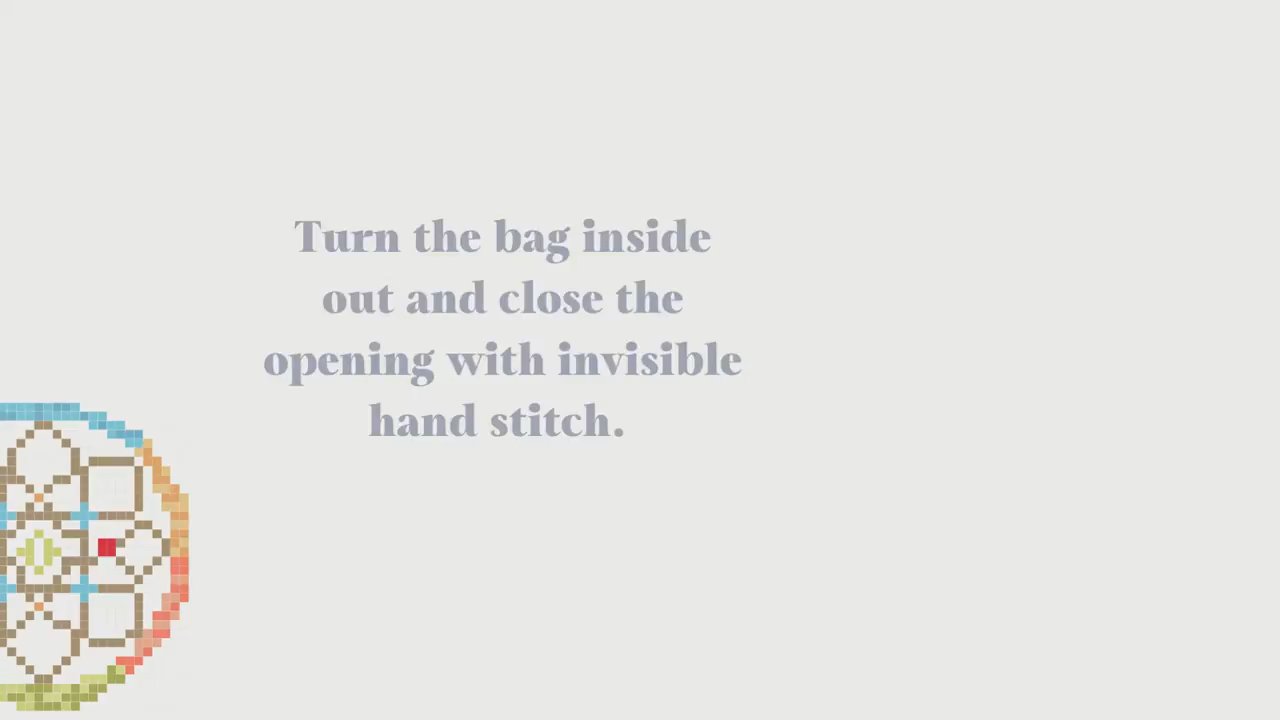 Turn the bag inside
out and close the
opening with invisible
hand stitch.